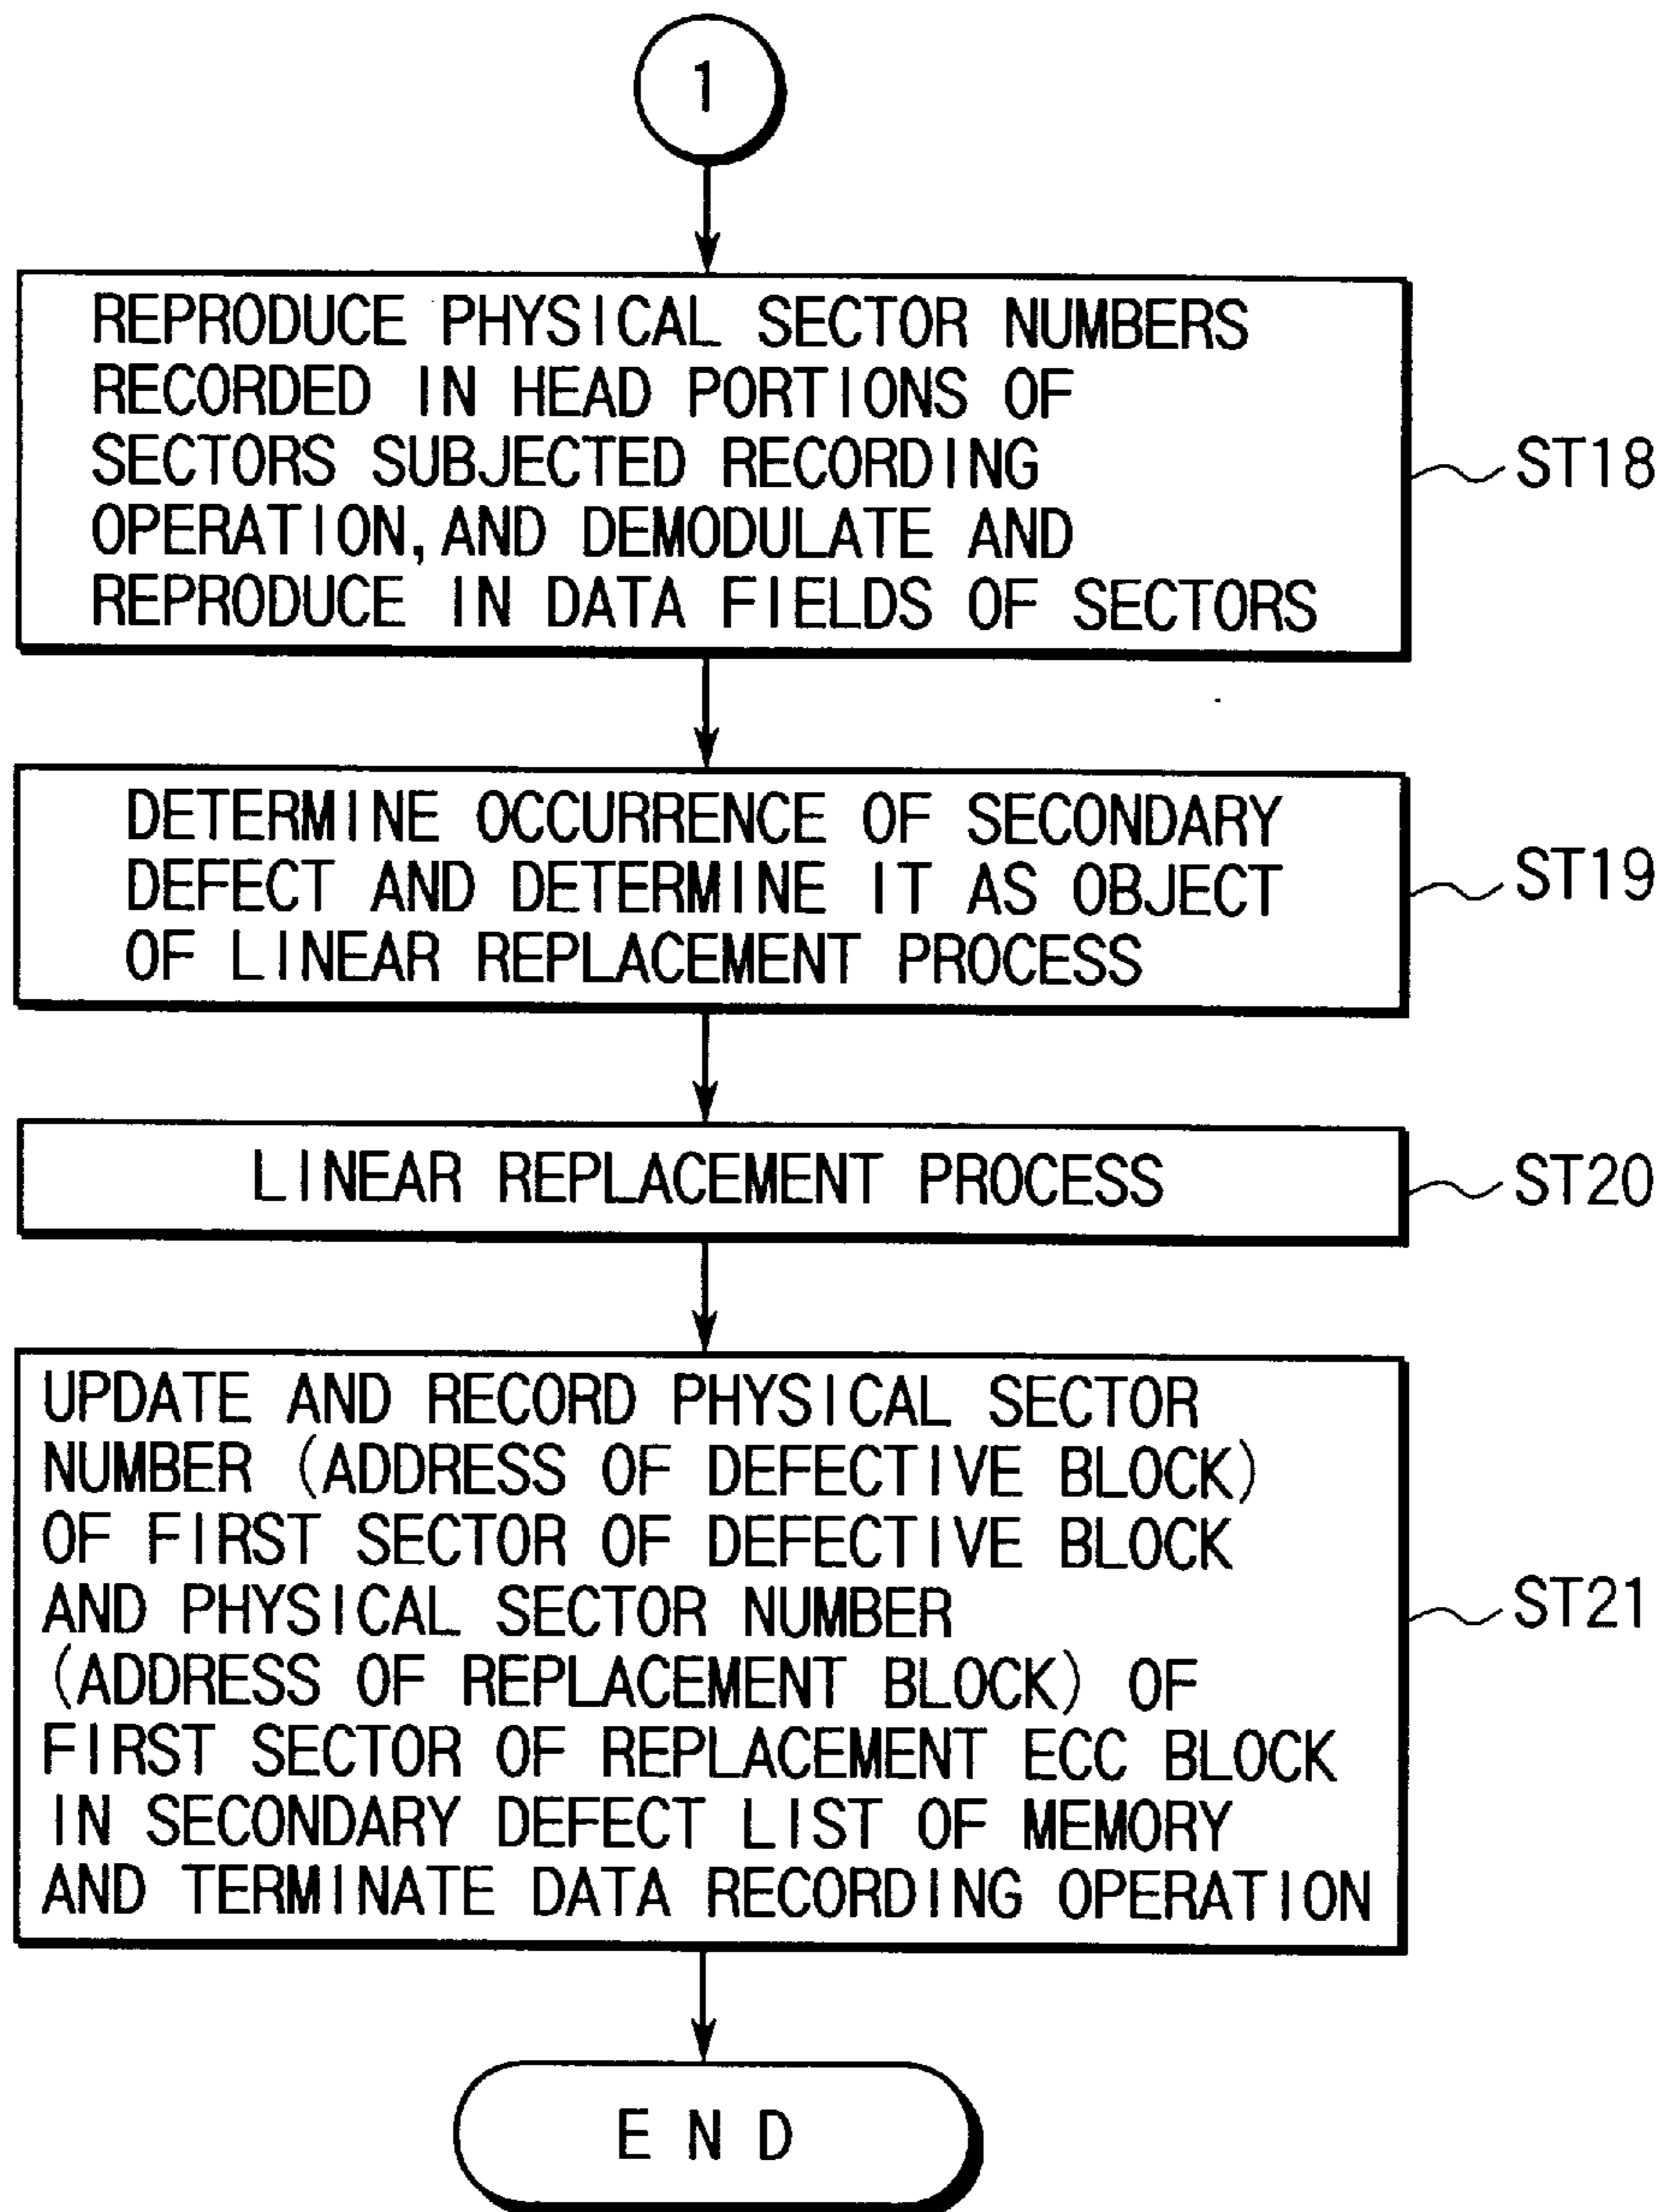 1
REPRODUCE PHYSICAL SECTOR NUMBERS
RECORDED IN HEAD PORTIONS OF
SECTORS SUBJECTED RECORDING
OPERATION, AND DEMODULATE AND
REPRODUCE IN DATA FIELDS OF SECTORS
ST18
DETERMINE OCCURRENCE OF SECONDARY
DEFECT AND DETERMINE IT AS OBJECT
OF LINEAR REPLACEMENT PROCESS
ST19
LINEAR REPLACEMENT PROCESS
ST20
UPDATE AND RECORD PHYSICAL SECTOR
NUMBER (ADDRESS OF DEFECTIVE BLOCK)
OF FIRST SECTOR OF DEFECTIVE BLOCK
AND PHYSICAL SECTOR NUMBER
(ADDRESS OF REPLACEMENT BLOCK) OF
FIRST SECTOR OF REPLACEMENT ECC BLOCK
IN SECONDARY DEFECT LIST OF MEMORY
AND TERMINATE DATA RECORDING OPERATION
ST21
END